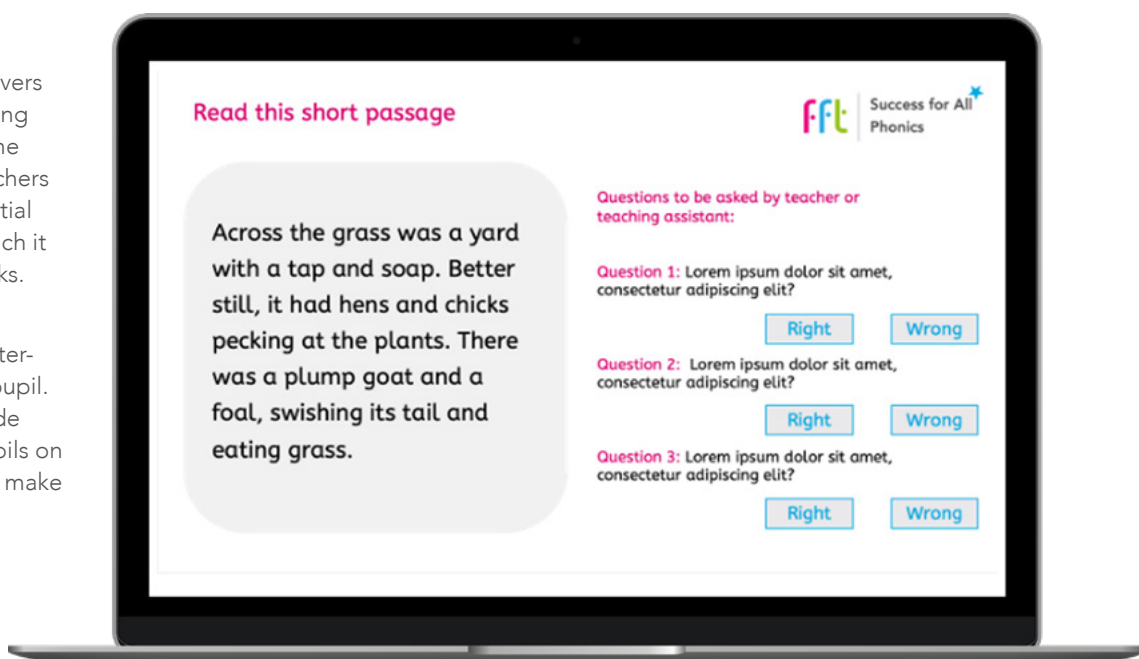 vers
ng
ne
chers
tial
ch it
ks.
ter-
upil.
de
pils on
make
Read this short passage
fft
Success for All
Phonics
Across the grass was a yard
with a tap and soap. Better
still, it had hens and chicks
pecking at the plants. There
was a plump goat and a
foal, swishing its tail and
eating grass.
Questions to be asked by teacher or
teaching assistant:
Question 1: Lorem ipsum dolor sit amet,
consectetur adipiscing elit?
Right Wrong
Question 2: Lorem ipsum dolor sit amet,
consectetur adipiscing elit?
Right Wrong
Question 3: Lorem ipsum dolor sit amet,
consectetur adipiscing elit?
Right Wrong